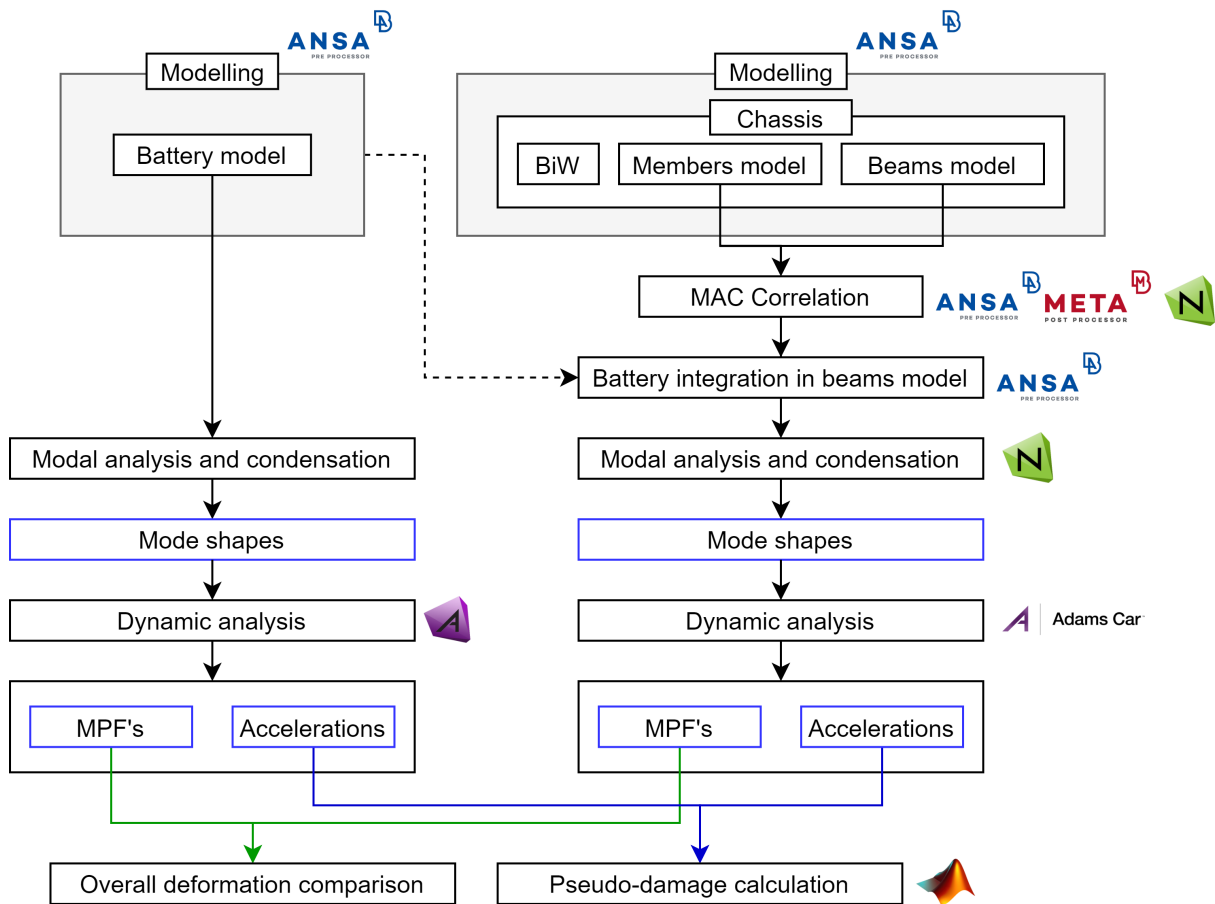 ANSA
PRE PROCESSOR
ANSA
PRE PROCESSOR
Modelling
Modelling
Chassis
Battery model
BiW
Members model
Beams model
MAC Correlation
ANSA
PRE PROCESSOR
META
POST PROCESSOR
N
Battery integration in beams model
ANSA
PRE PROCESSOR
Modal analysis and condensation
Modal analysis and condensation
N
Mode shapes
Mode shapes
Dynamic analysis
A
Dynamic analysis
Adams Car
MPF's
Accelerations
MPF's
Accelerations
Overall deformation comparison
Pseudo-damage calculation